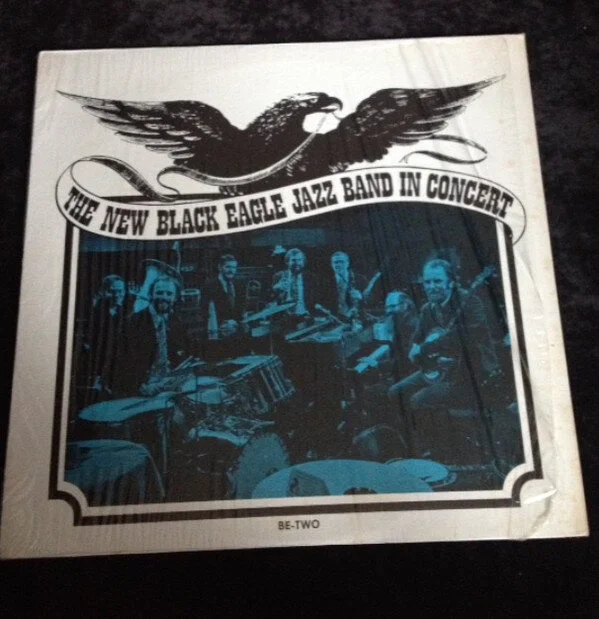 THE NEW BLACK EAGLE JAZZ BAND IN CONCERT
BE-TWO